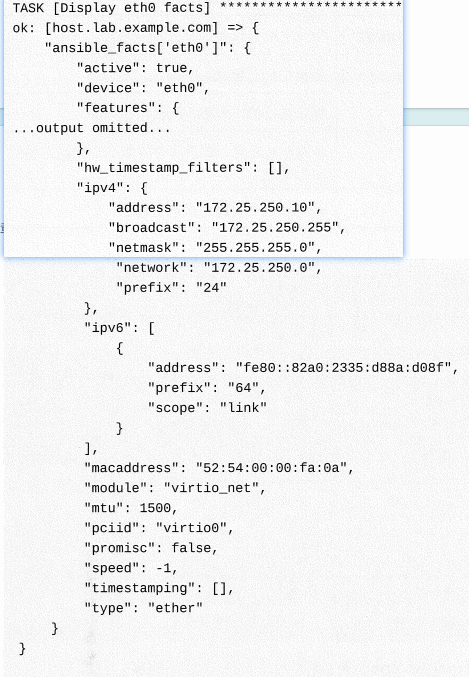 TASK [Display eth0 facts] ***********************
ok: [host.lab.example.com] => {
    "ansible_facts['eth0']": {
        "active": true,
        "device": "eth0",
        "features": {
...output omitted...
        },
        "hw_timestamp_filters": [],
        "ipv4": {
            "address": "172.25.250.10",
            "broadcast": "172.25.250.255",
            "netmask": "255.255.255.0",
            "network": "172.25.250.0",
            "prefix": "24"
        },
        "ipv6": [
            {
                "address": "fe80::82a0:2335:d88a:d08f",
                "prefix": "64",
                "scope": "link"
            }
        ],
        "macaddress": "52:54:00:00:fa:0a",
        "module": "virtio_net",
        "mtu": 1500,
        "pciid": "virtio0",
        "promisc": false,
        "speed": -1,
        "timestamping": [],
        "type": "ether"
    }
}